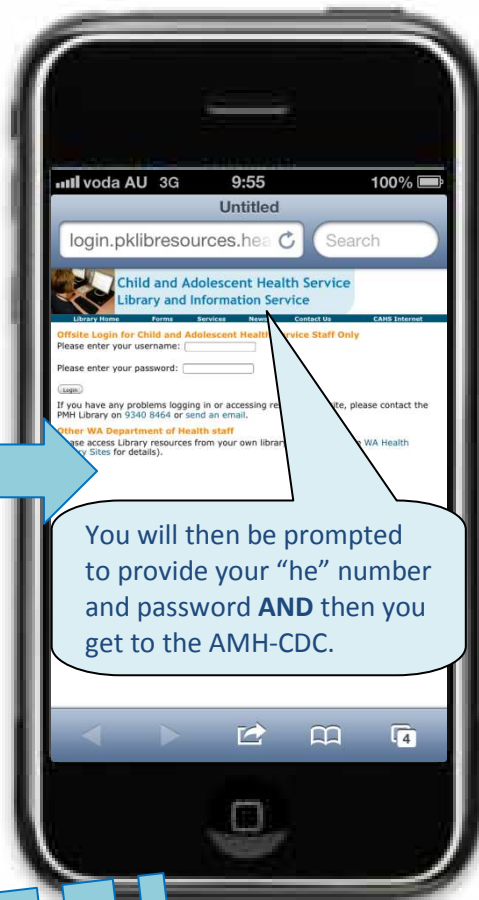 voda AU 3G 9:55 100%
Untitled
login.pklibresources.hea Search
Child and Adolescent Health Service
Library and Information Service
Library Home Forms Services News Contact Us CAHS Internet
Offsite Login for Child and Adolescent Health Service Staff Only
Please enter your username:
Please enter your password:
Login
If you have any problems logging in or accessing re ite, please contact the
PMH Library on 9340 8464 or send an email.
Other WA Department of Health staff
ase access Library resources from your own librar WA Health
y Sites for details).
You will then be prompted
to provide your “he” number
and password AND then you
get to the AMH-CDC.
4